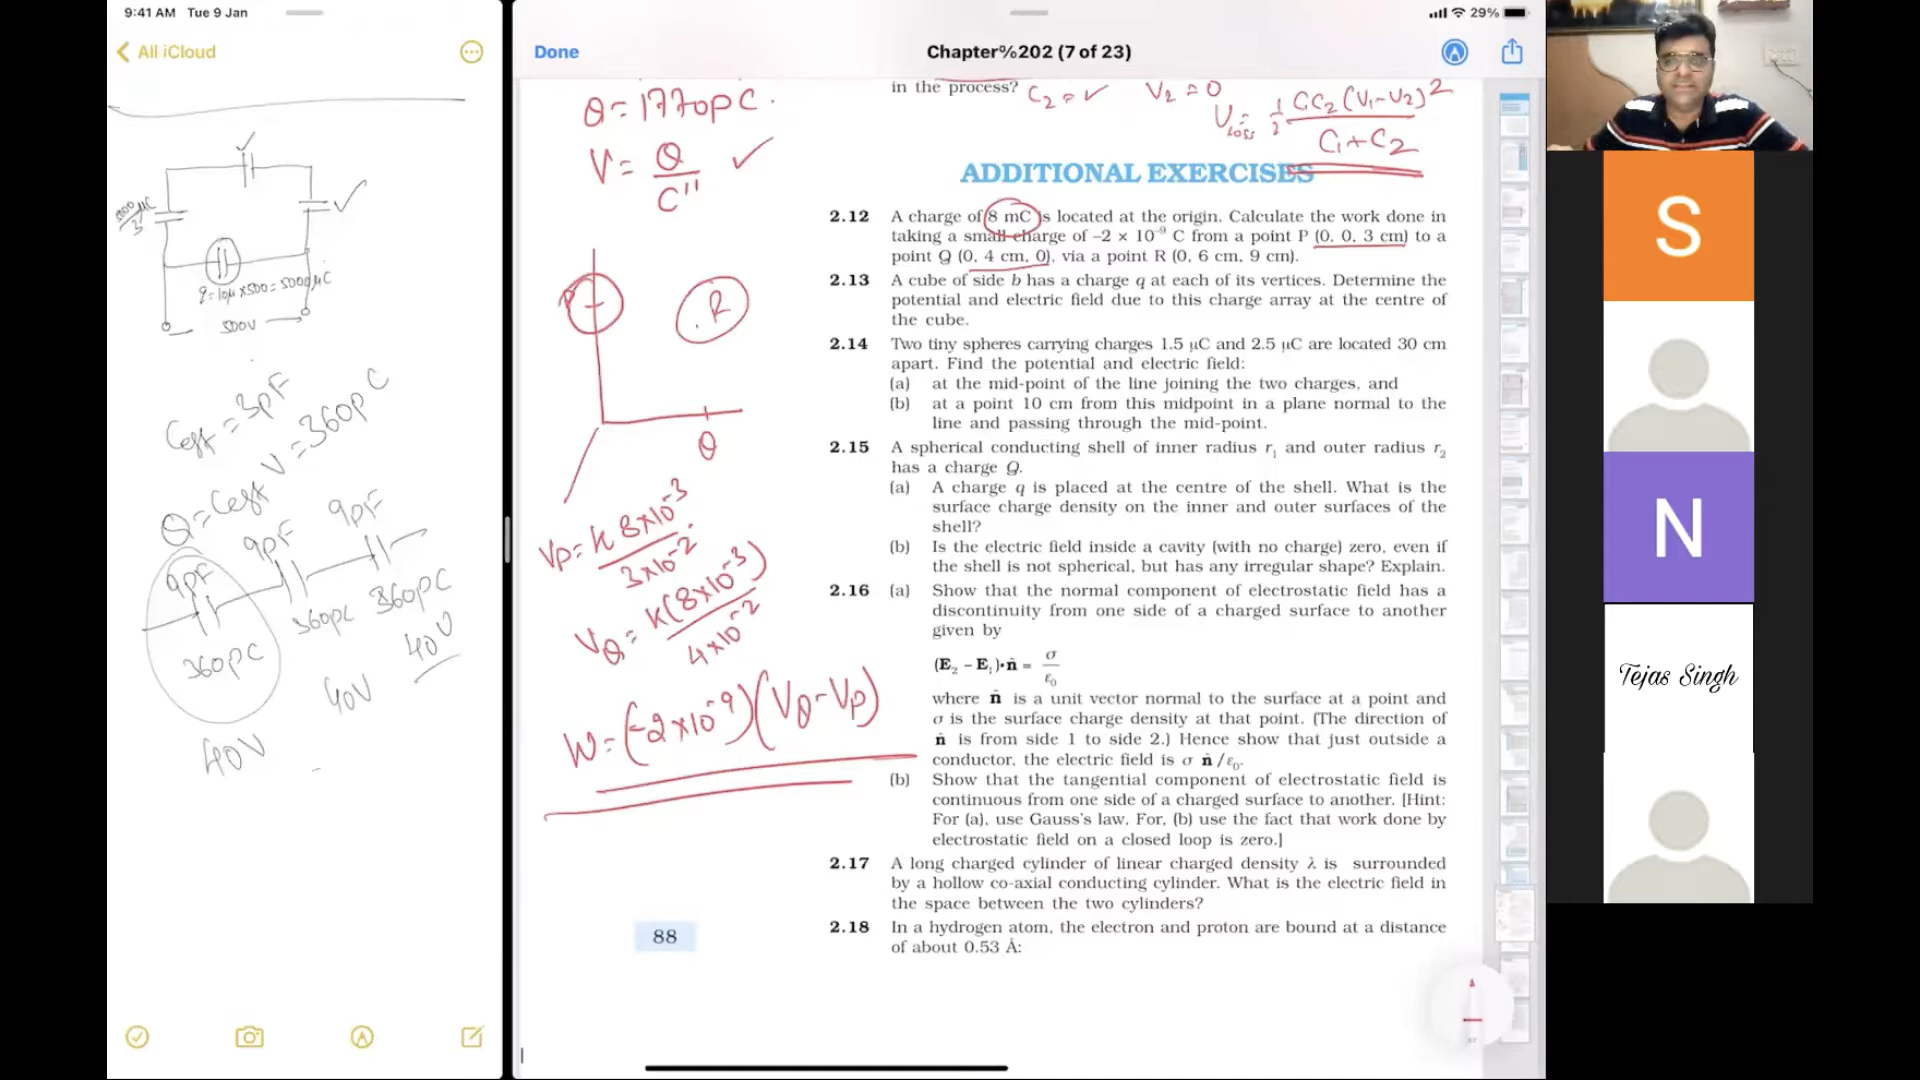 9:41 AM Tue 9 Jan
All iCloud
5000/3 μC
q=10μ×500=5000μC
500V
Ceff = 3pF
Q = Ceff V = 360pC
9pF 9pF 9pF
360pC 360pC 360pC
40V 40V 40V
29%
Done
Chapter%202 (7 of 23)
Q = 1770pC.
V = Q/C''
P
R
Q
VP = k 8×10^-3 / 3×10^-2
VQ = k(8×10^-3) / 4×10^-2
W = (-2×10^-9)(VQ - VP)
in the process?
C2 = ✓ V2 = 0
Uloss = 1/2 CC2 (V1-V2)^2 / C1+C2
ADDITIONAL EXERCISES
2.12 A charge of 8 mC is located at the origin. Calculate the work done in
taking a small charge of –2 × 10^–9 C from a point P (0, 0, 3 cm) to a
point Q (0, 4 cm, 0), via a point R (0, 6 cm, 9 cm).
2.13 A cube of side b has a charge q at each of its vertices. Determine the
potential and electric field due to this charge array at the centre of
the cube.
2.14 Two tiny spheres carrying charges 1.5 μC and 2.5 μC are located 30 cm
apart. Find the potential and electric field:
(a) at the mid-point of the line joining the two charges, and
(b) at a point 10 cm from this midpoint in a plane normal to the
line and passing through the mid-point.
2.15 A spherical conducting shell of inner radius r1 and outer radius r2
has a charge Q.
(a) A charge q is placed at the centre of the shell. What is the
surface charge density on the inner and outer surfaces of the
shell?
(b) Is the electric field inside a cavity (with no charge) zero, even if
the shell is not spherical, but has any irregular shape? Explain.
2.16 (a) Show that the normal component of electrostatic field has a
discontinuity from one side of a charged surface to another
given by
(E2 – E1)•n̂ = σ/ε0
where n̂ is a unit vector normal to the surface at a point and
σ is the surface charge density at that point. (The direction of
n̂ is from side 1 to side 2.) Hence show that just outside a
conductor, the electric field is σ n̂ /ε0.
(b) Show that the tangential component of electrostatic field is
continuous from one side of a charged surface to another. [Hint:
For (a), use Gauss's law. For, (b) use the fact that work done by
electrostatic field on a closed loop is zero.]
2.17 A long charged cylinder of linear charged density λ is surrounded
by a hollow co-axial conducting cylinder. What is the electric field in
the space between the two cylinders?
2.18 In a hydrogen atom, the electron and proton are bound at a distance
of about 0.53 Å:
88
S
N
Tejas Singh